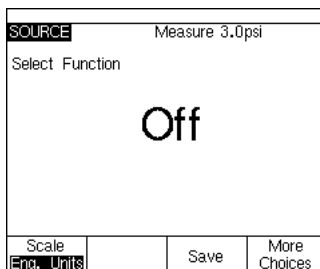 SOURCE Measure 3.0psi
Select Function
Off
Scale
Eng. Units
Save
More
Choices